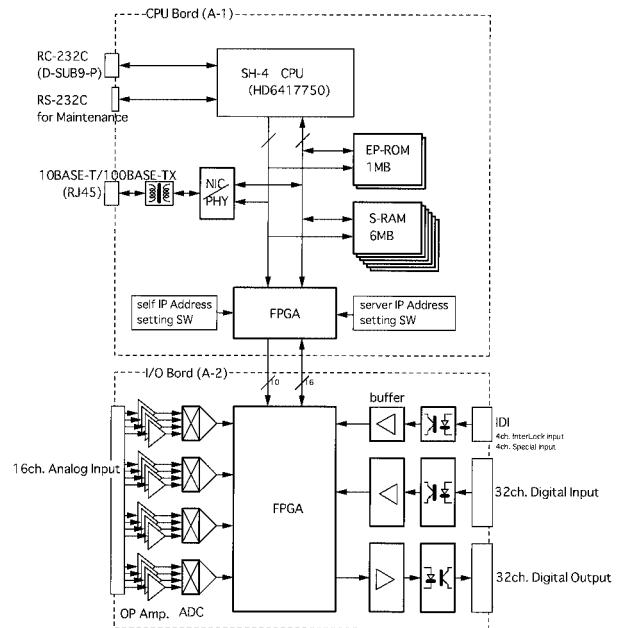 CPU Bord (A-1)
RC-232C
(D-SUB9-P)
SH-4 CPU
(HD6417750)
RS-232C
for Maintenance
EP-ROM
1MB
10BASE-T/100BASE-TX
(RJ45)
NIC
PHY
S-RAM
6MB
self IP Address
setting SW
FPGA
server IP Address
setting SW
10
16
I/O Bord (A-2)
buffer
IDI
4ch. InterLock input
4ch. Special input
16ch. Analog Input
FPGA
32ch. Digital Input
32ch. Digital Output
OP Amp.
ADC